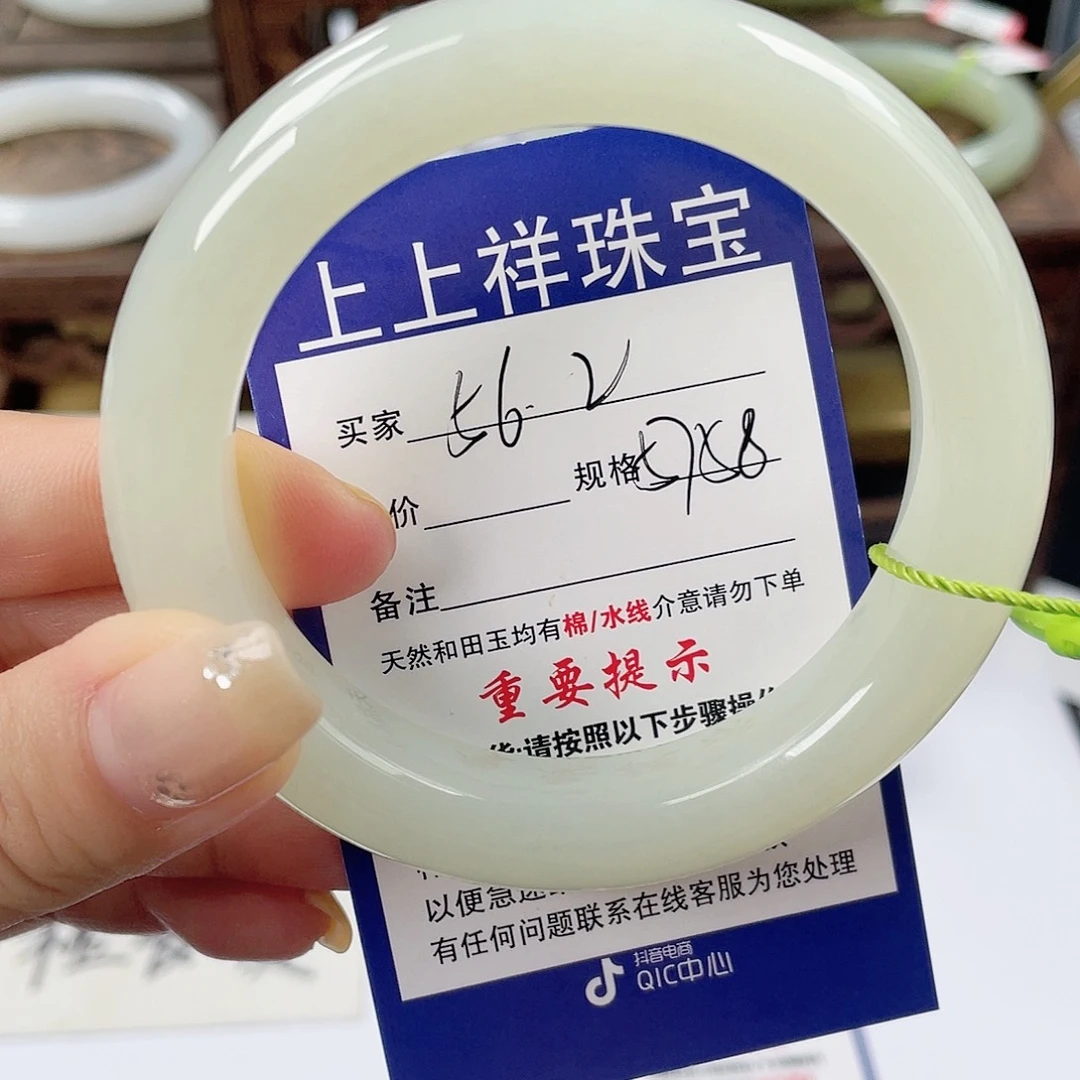 上上祥珠宝
买家 56.2
价 规格 57/58
备注
天然和田玉均有棉/水线介意请勿下单
重要提示
请按照以下步骤操
以便急速
有任何问题联系在线客服为您处理
抖音电商
QIC中心